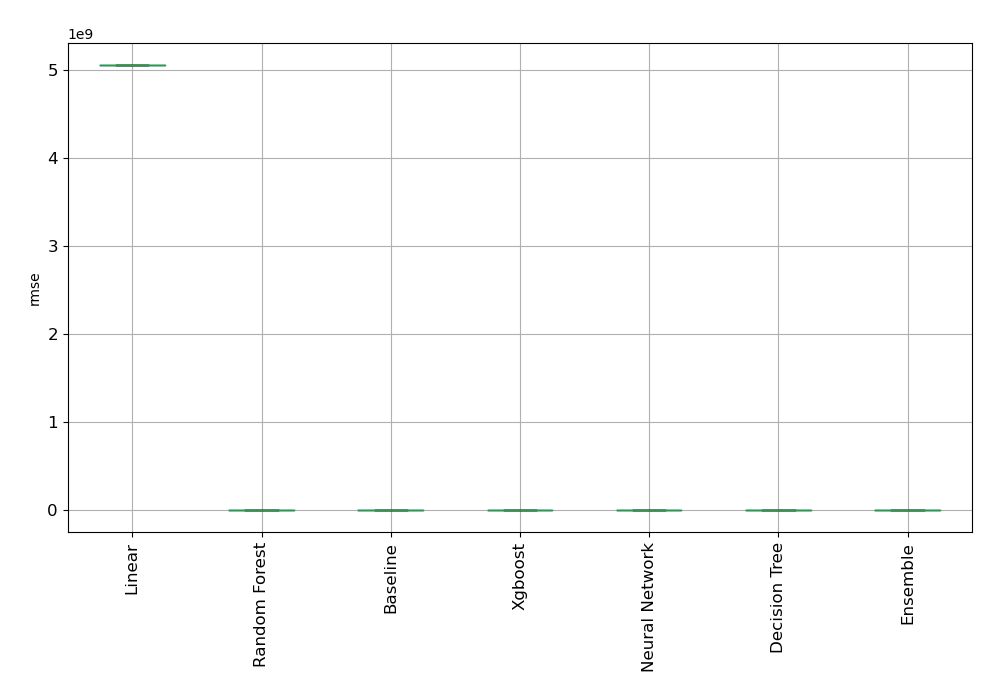 1e9
5
4
3
2
1
0
rmse
Linear
Random Forest
Baseline
Xgboost
Neural Network
Decision Tree
Ensemble